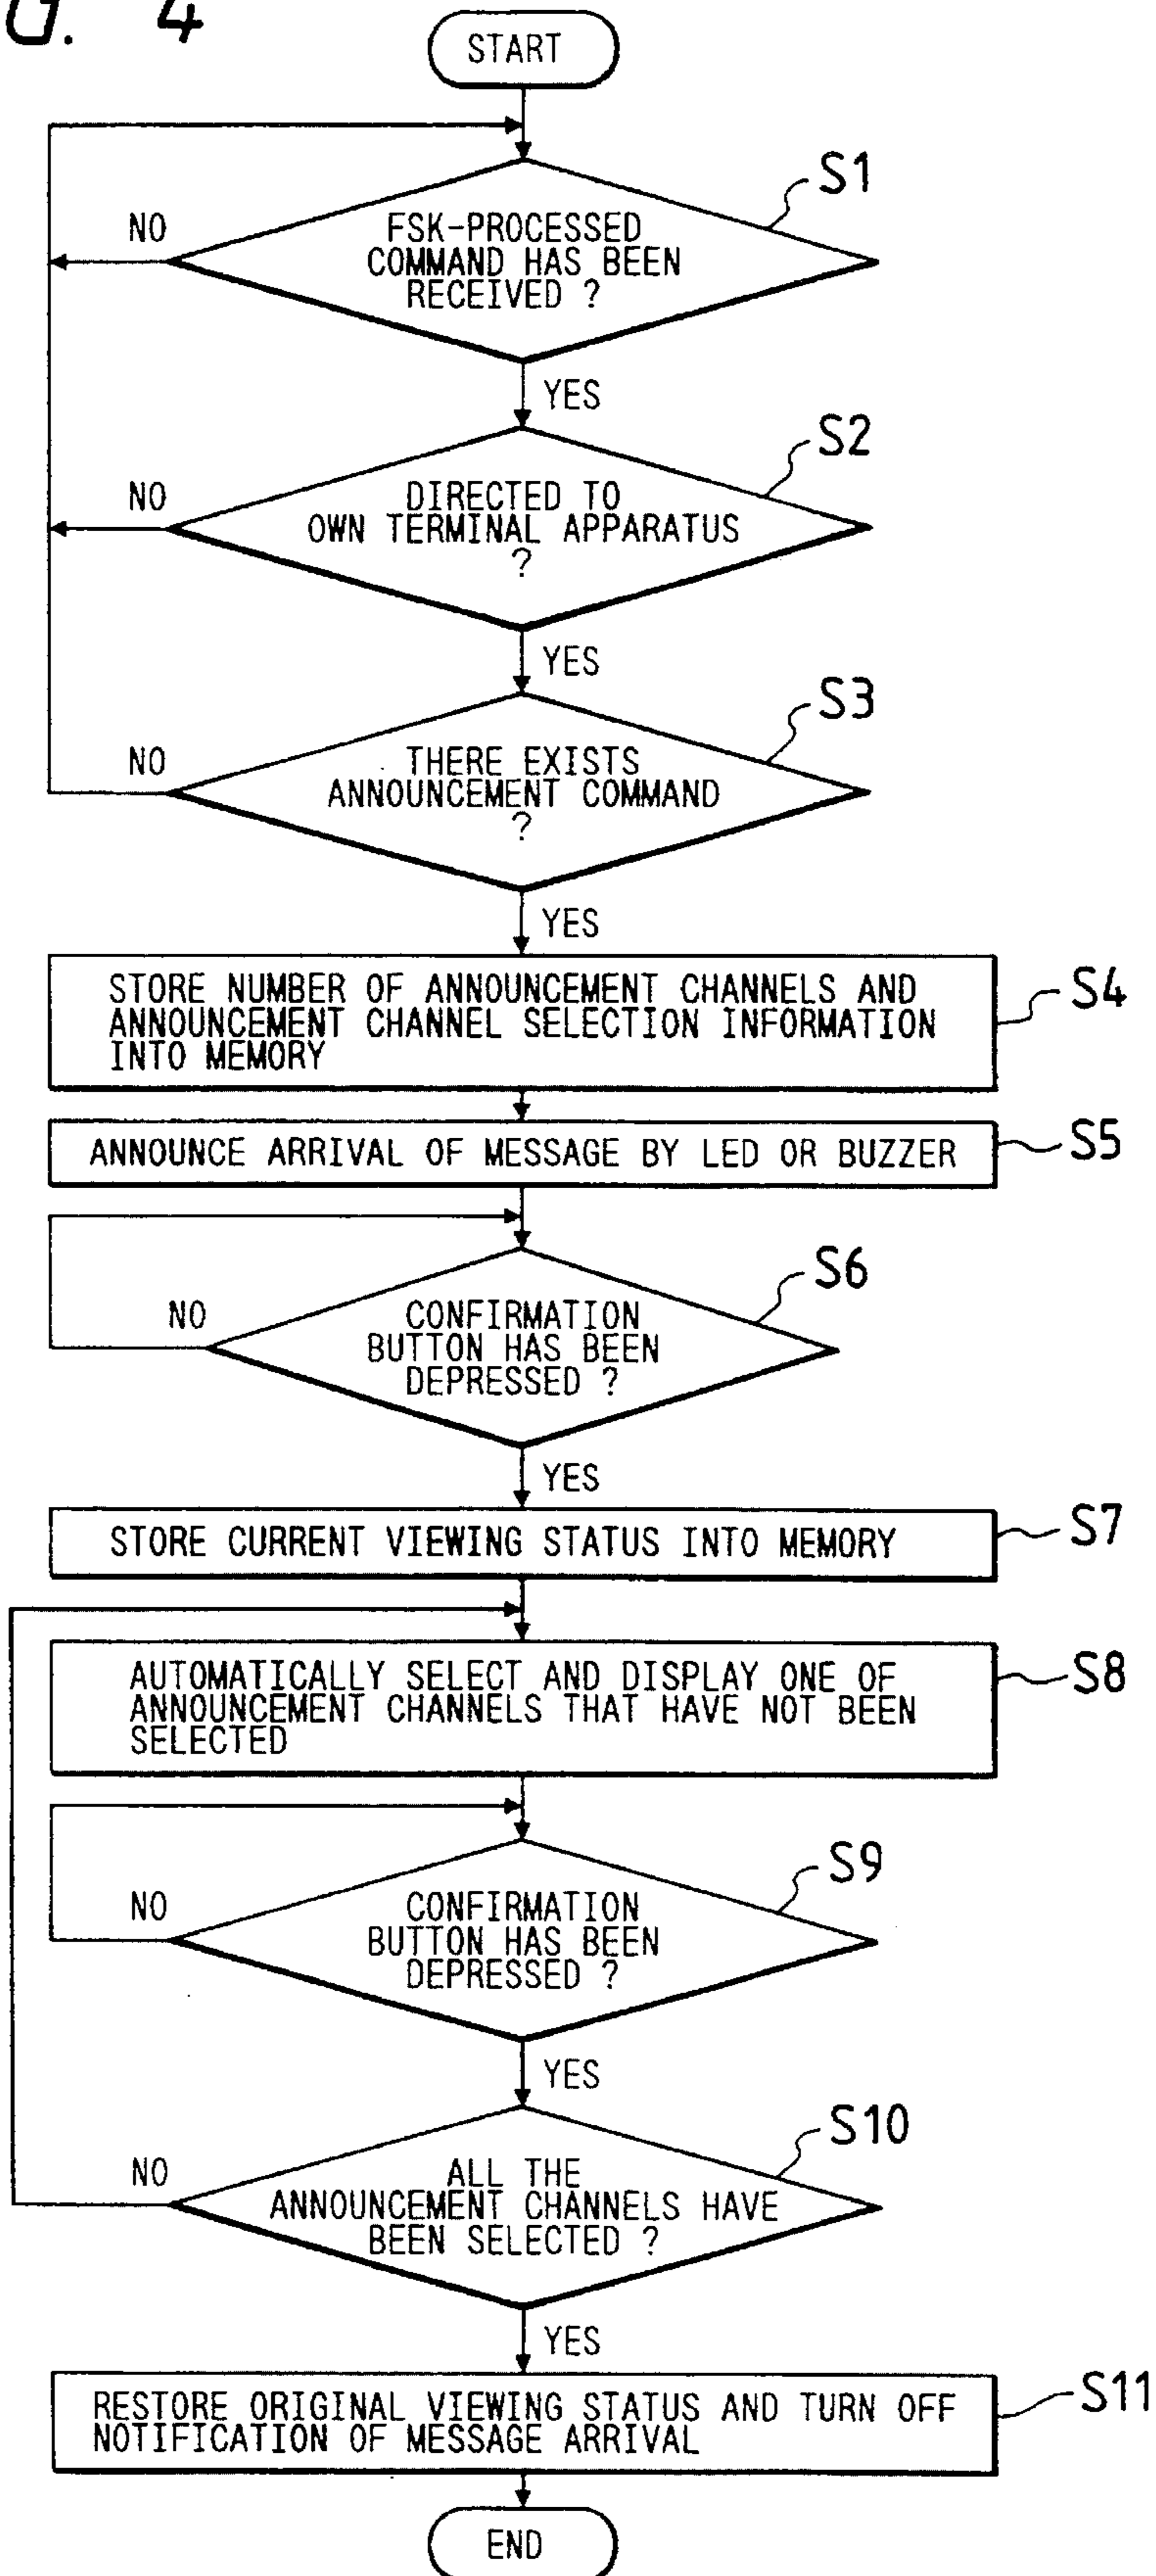 G. 4
START
S1
NO
FSK-PROCESSED
COMMAND HAS BEEN
RECEIVED ?
YES
S2
NO
DIRECTED TO
OWN TERMINAL APPARATUS
?
YES
S3
NO
THERE EXISTS
ANNOUNCEMENT COMMAND
?
YES
STORE NUMBER OF ANNOUNCEMENT CHANNELS AND
ANNOUNCEMENT CHANNEL SELECTION INFORMATION
INTO MEMORY
S4
ANNOUNCE ARRIVAL OF MESSAGE BY LED OR BUZZER
S5
S6
NO
CONFIRMATION
BUTTON HAS BEEN
DEPRESSED ?
YES
STORE CURRENT VIEWING STATUS INTO MEMORY
S7
AUTOMATICALLY SELECT AND DISPLAY ONE OF
ANNOUNCEMENT CHANNELS THAT HAVE NOT BEEN
SELECTED
S8
S9
NO
CONFIRMATION
BUTTON HAS BEEN
DEPRESSED ?
YES
S10
NO
ALL THE
ANNOUNCEMENT CHANNELS HAVE
BEEN SELECTED ?
YES
RESTORE ORIGINAL VIEWING STATUS AND TURN OFF
NOTIFICATION OF MESSAGE ARRIVAL
S11
END